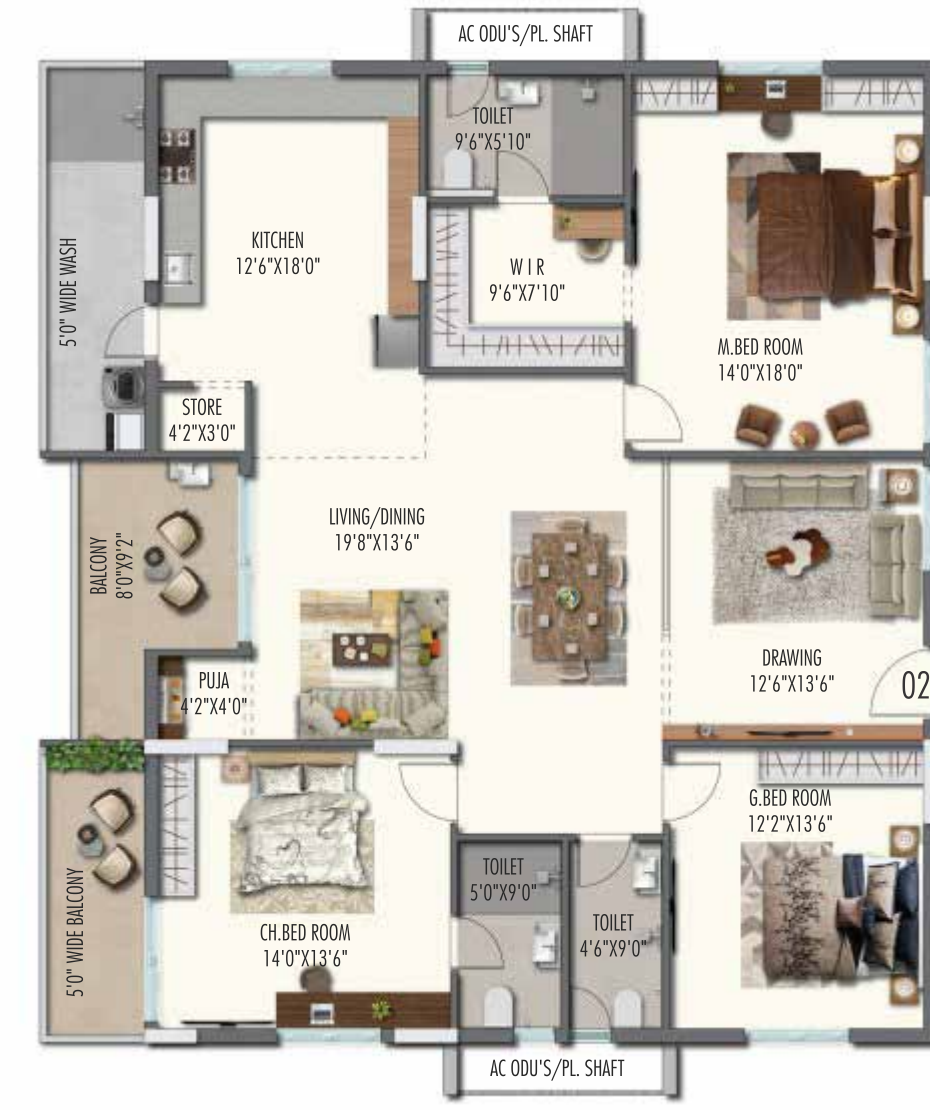 AC ODU'S/PL. SHAFT
TOILET
9'6"X5'10"
KITCHEN
12'6"X18'0"
W I R
9'6"X7'10"
5'0" WIDE WASH
M.BED ROOM
14'0"X18'0"
STORE
4'2"X3'0"
LIVING/DINING
19'8"X13'6"
BALCONY
8'0"X9'2"
DRAWING
12'6"X13'6"
02
PUJA
4'2"X4'0"
G.BED ROOM
12'2"X13'6"
TOILET
5'0"X9'0"
TOILET
4'6"X9'0"
CH.BED ROOM
14'0"X13'6"
5'0" WIDE BALCONY
AC ODU'S/PL. SHAFT